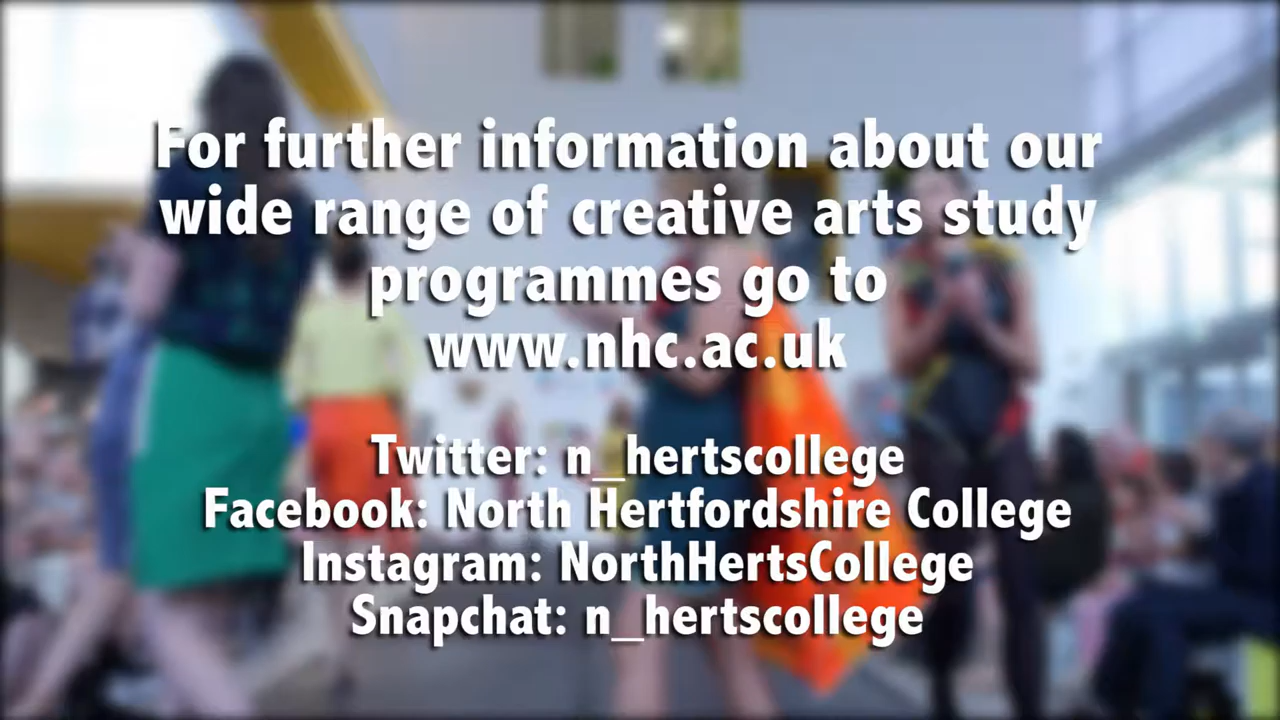 For further information about our
wide range of creative arts study
programmes go to
www.nhc.ac.uk
Twitter: n_hertscollege
Facebook: North Hertfordshire College
Instagram: NorthHertsCollege
Snapchat: n_hertscollege